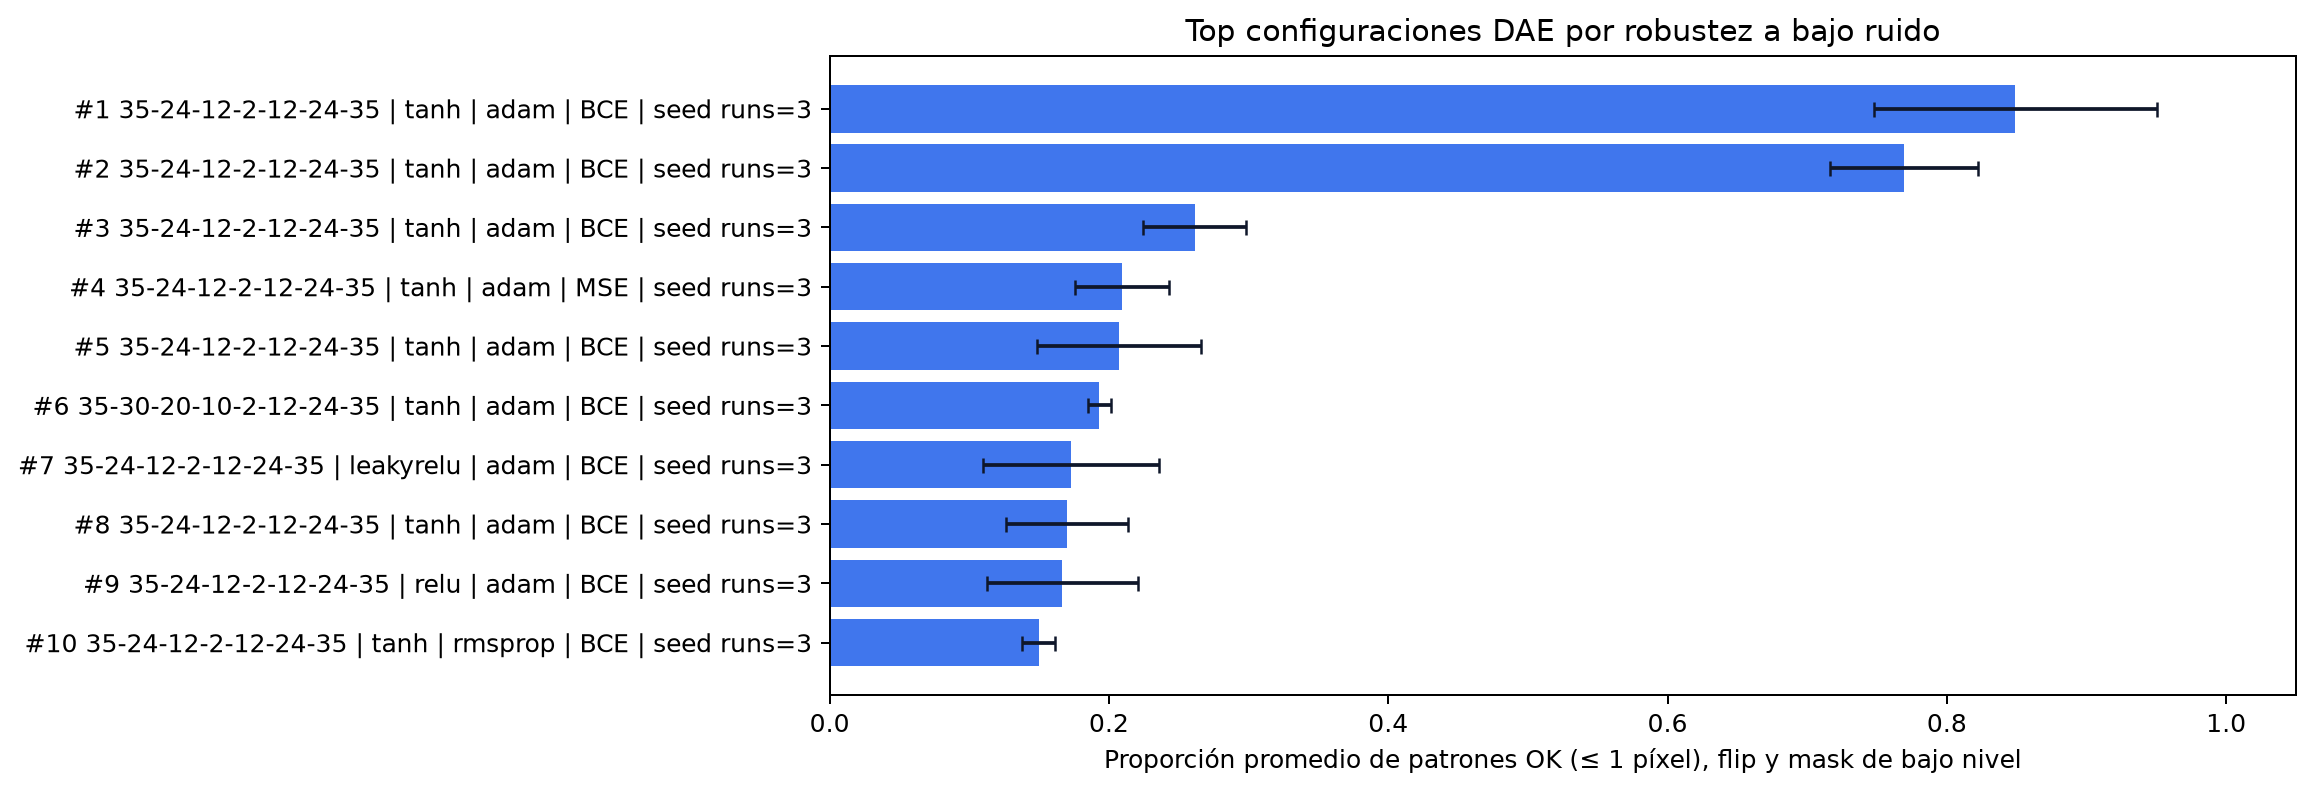 Top configuraciones DAE por robustez a bajo ruido
#1 35-24-12-2-12-24-35 | tanh | adam | BCE | seed runs=3
#2 35-24-12-2-12-24-35 | tanh | adam | BCE | seed runs=3
#3 35-24-12-2-12-24-35 | tanh | adam | BCE | seed runs=3
#4 35-24-12-2-12-24-35 | tanh | adam | MSE | seed runs=3
#5 35-24-12-2-12-24-35 | tanh | adam | BCE | seed runs=3
#6 35-30-20-10-2-12-24-35 | tanh | adam | BCE | seed runs=3
#7 35-24-12-2-12-24-35 | leakyrelu | adam | BCE | seed runs=3
#8 35-24-12-2-12-24-35 | tanh | adam | BCE | seed runs=3
#9 35-24-12-2-12-24-35 | relu | adam | BCE | seed runs=3
#10 35-24-12-2-12-24-35 | tanh | rmsprop | BCE | seed runs=3
0.0 0.2 0.4 0.6 0.8 1.0
Proporción promedio de patrones OK (≤ 1 píxel), flip y mask de bajo nivel